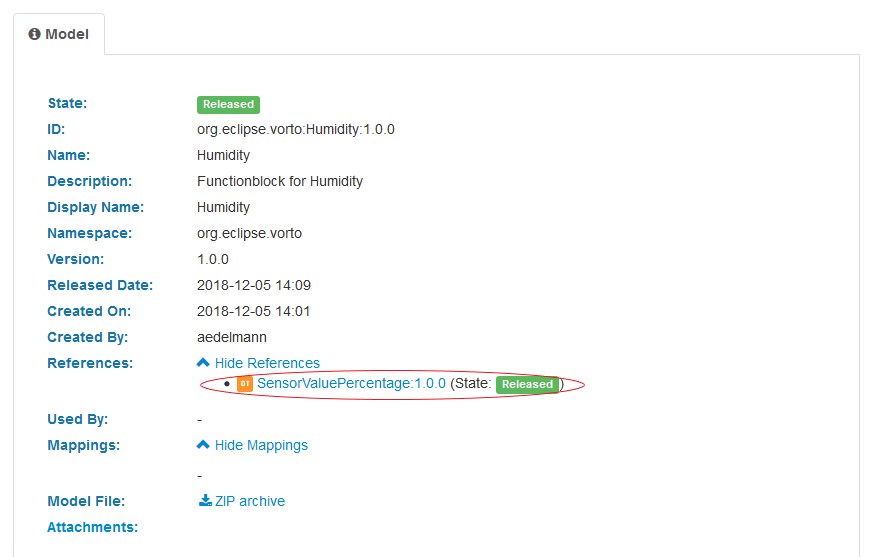 Model
State: Released
ID: org.eclipse.vorto:Humidity:1.0.0
Name: Humidity
Description: Functionblock for Humidity
Display Name: Humidity
Namespace: org.eclipse.vorto
Version: 1.0.0
Released Date: 2018-12-05 14:09
Created On: 2018-12-05 14:01
Created By: aedelmann
References: Hide References
• DT SensorValuePercentage:1.0.0 (State: Released)
Used By: -
Mappings: Hide Mappings
-
Model File: ZIP archive
Attachments: